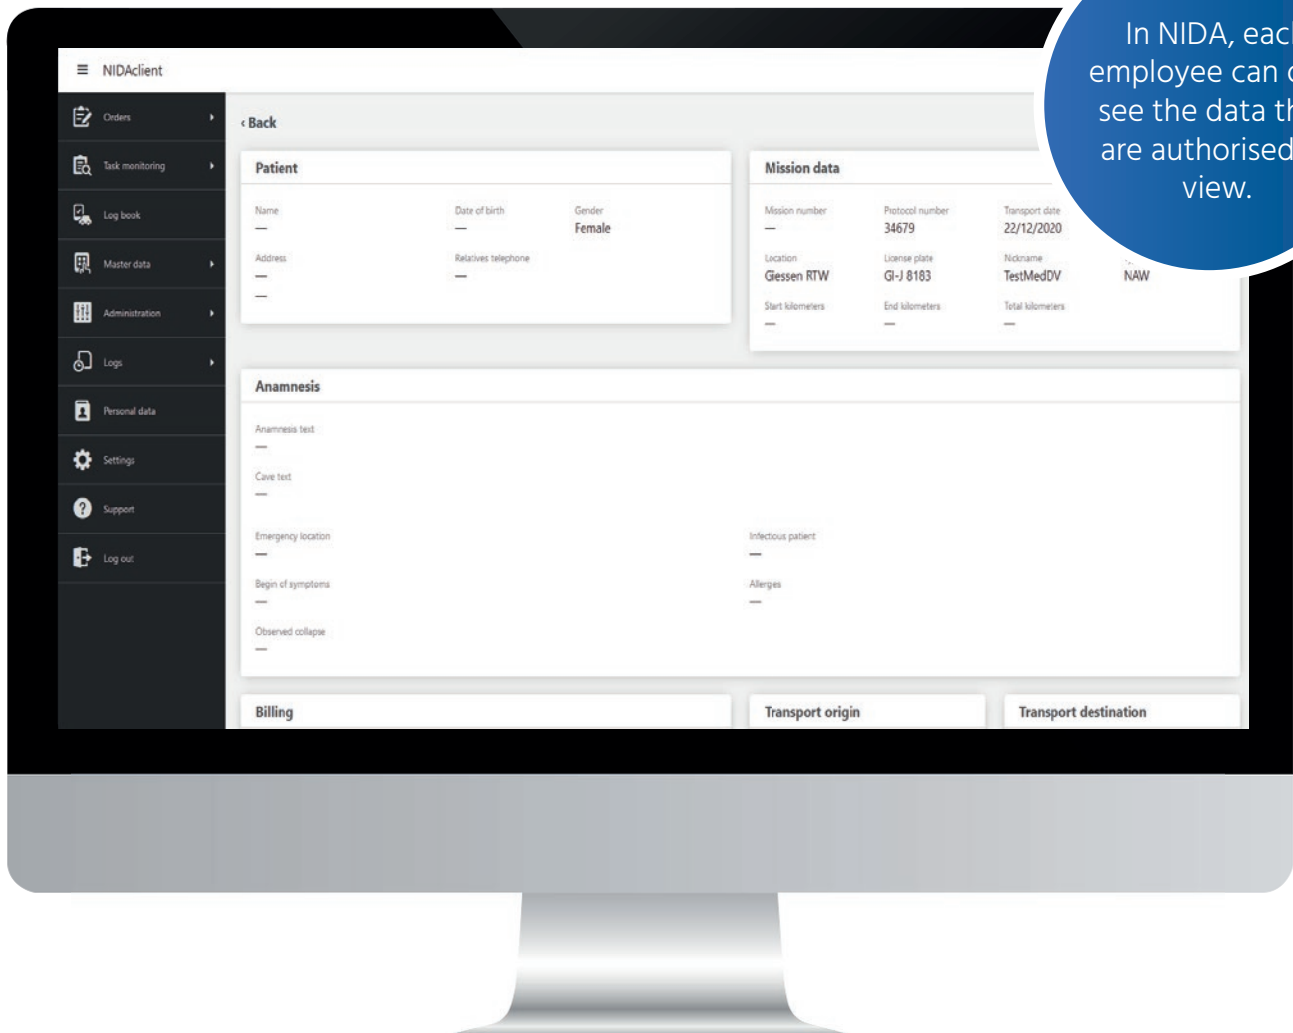 In NIDA, each
employee can
see the data
are authorised
view.
NIDAclient
Orders
Task monitoring
Log book
Master data
Administration
Logs
Personal data
Settings
Support
Log out
‹ Back
Patient
Name
Date of birth
Gender
—
—
Female
Address
Relatives telephone
—
—
—
Mission data
Mission number
Protocol number
Transport date
—
34679
22/12/2020
Location
License plate
Nickname
Giessen RTW
GI-J 8183
TestMedDV
NAW
Start kilometers
End kilometers
Total kilometers
—
—
—
Anamnesis
Anamnesis text
—
Cave text
—
Emergency location
Infectious patient
—
—
Begin of symptoms
Allerges
—
—
Observed collapse
—
Billing
Transport origin
Transport destination